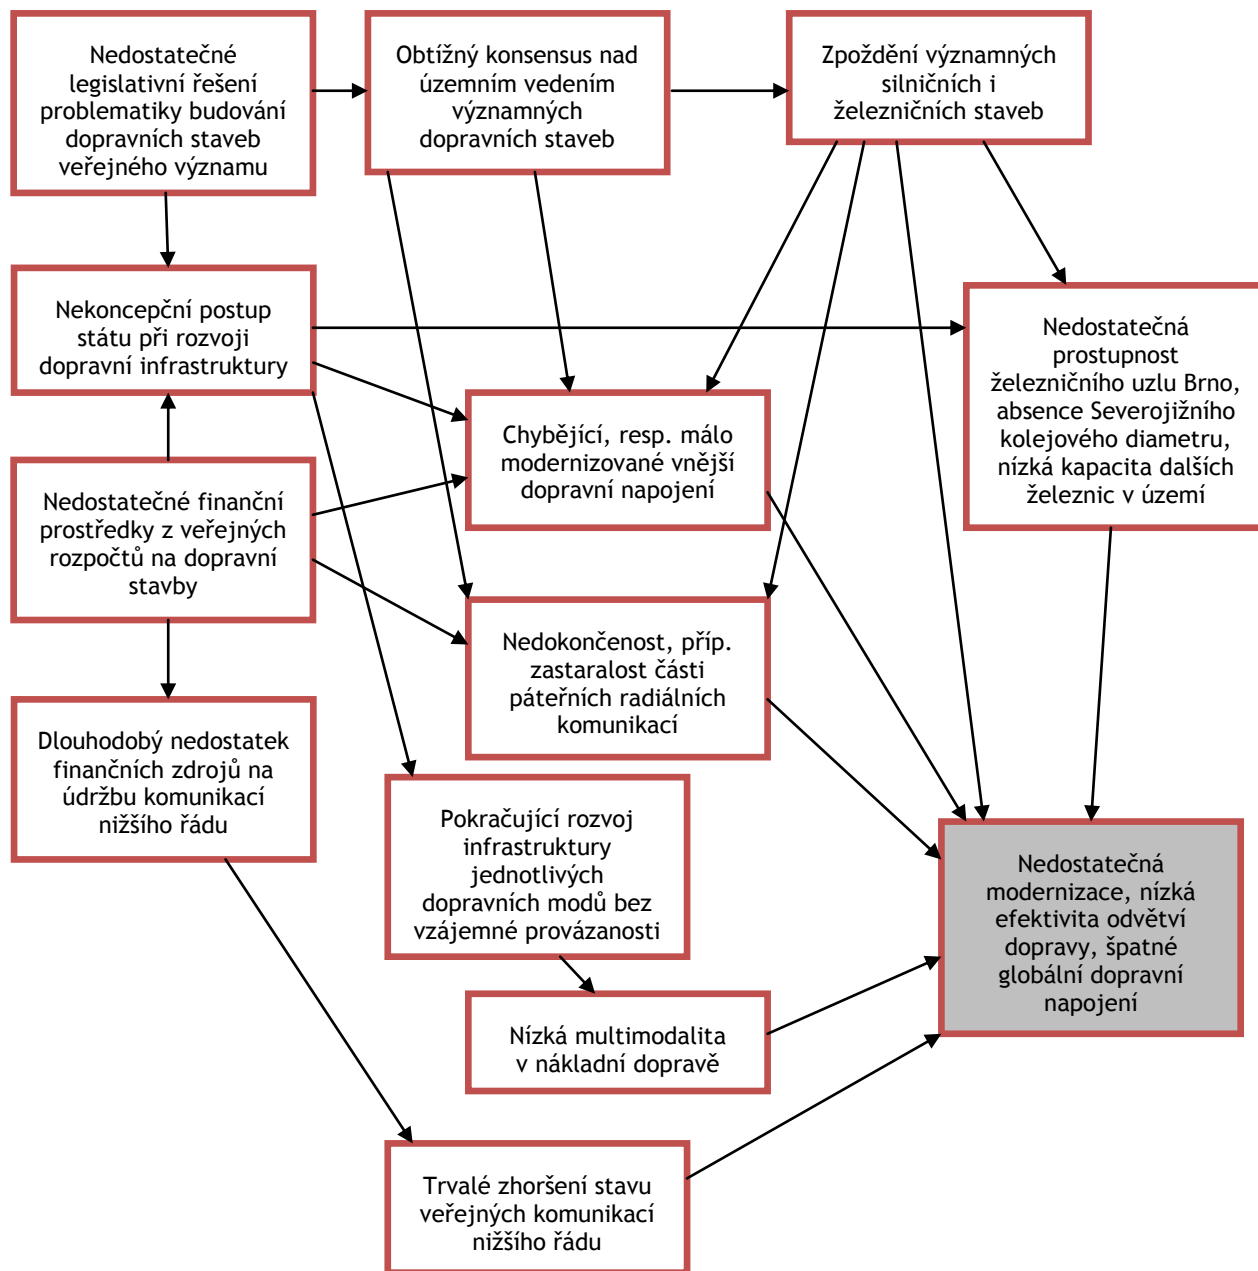 Nedostatečné
legislativní řešení
problematiky budování
dopravních staveb
veřejného významu
Obtížný konsensus nad
územním vedením
významných
dopravních staveb
Zpoždění významných
silničních i
železničních staveb
Nekoncepční postup
státu při rozvoji
dopravní infrastruktury
Nedostatečná
prostupnost
železničního uzlu Brno,
absence Severojižního
kolejového diametru,
nízká kapacita dalších
železnic v území
Chybějící, resp. málo
modernizované vnější
dopravní napojení
Nedostatečné finanční
prostředky z veřejných
rozpočtů na dopravní
stavby
Nedokončenost, příp.
zastaralost části
páteřních radiálních
komunikací
Dlouhodobý nedostatek
finančních zdrojů na
údržbu komunikací
nižšího řádu
Pokračující rozvoj
infrastruktury
jednotlivých
dopravních modů bez
vzájemné provázanosti
Nedostatečná
modernizace, nízká
efektivita odvětví
dopravy, špatné
globální dopravní
napojení
Nízká multimodalita
v nákladní dopravě
Trvalé zhoršení stavu
veřejných komunikací
nižšího řádu